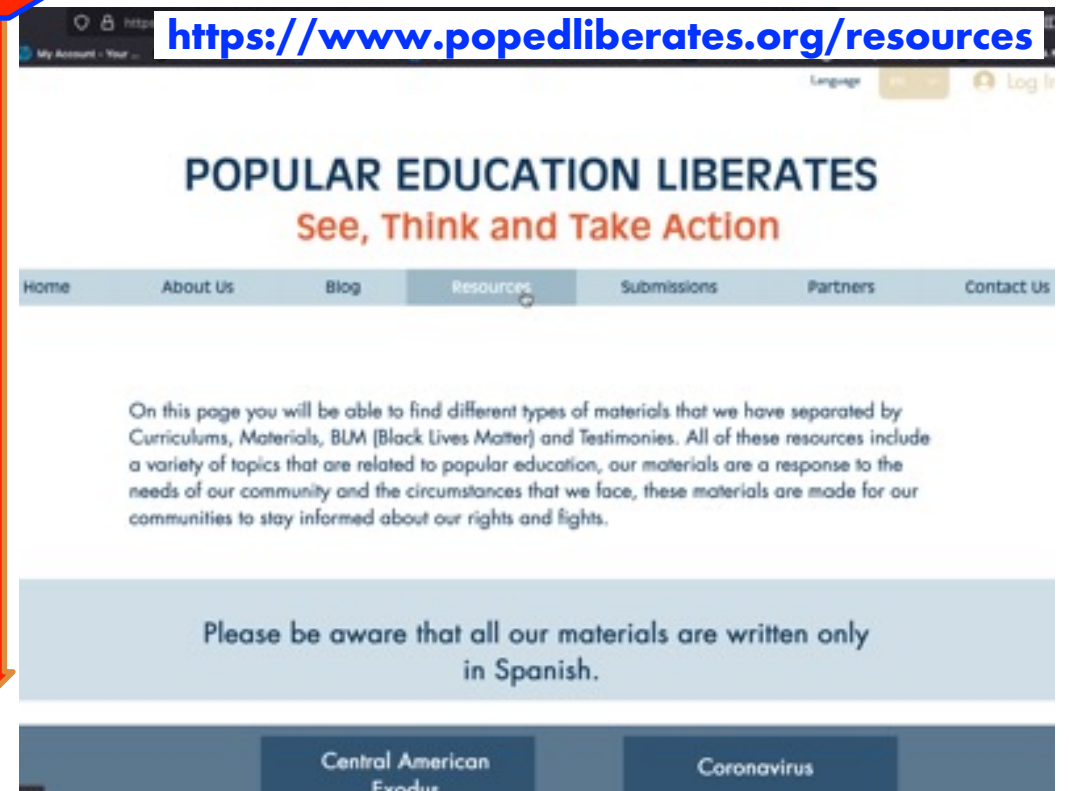 https://www.popedliberates.org/resources
My Account - Your ...
Language
Log In
POPULAR EDUCATION LIBERATES
See, Think and Take Action
Home About Us Blog Resources Submissions Partners Contact Us
On this page you will be able to find different types of materials that we have separated by
Curriculums, Materials, BLM (Black Lives Matter) and Testimonies. All of these resources include
a variety of topics that are related to popular education, our materials are a response to the
needs of our community and the circumstances that we face, these materials are made for our
communities to stay informed about our rights and fights.
Please be aware that all our materials are written only
in Spanish.
Central American
Exodus
Coronavirus